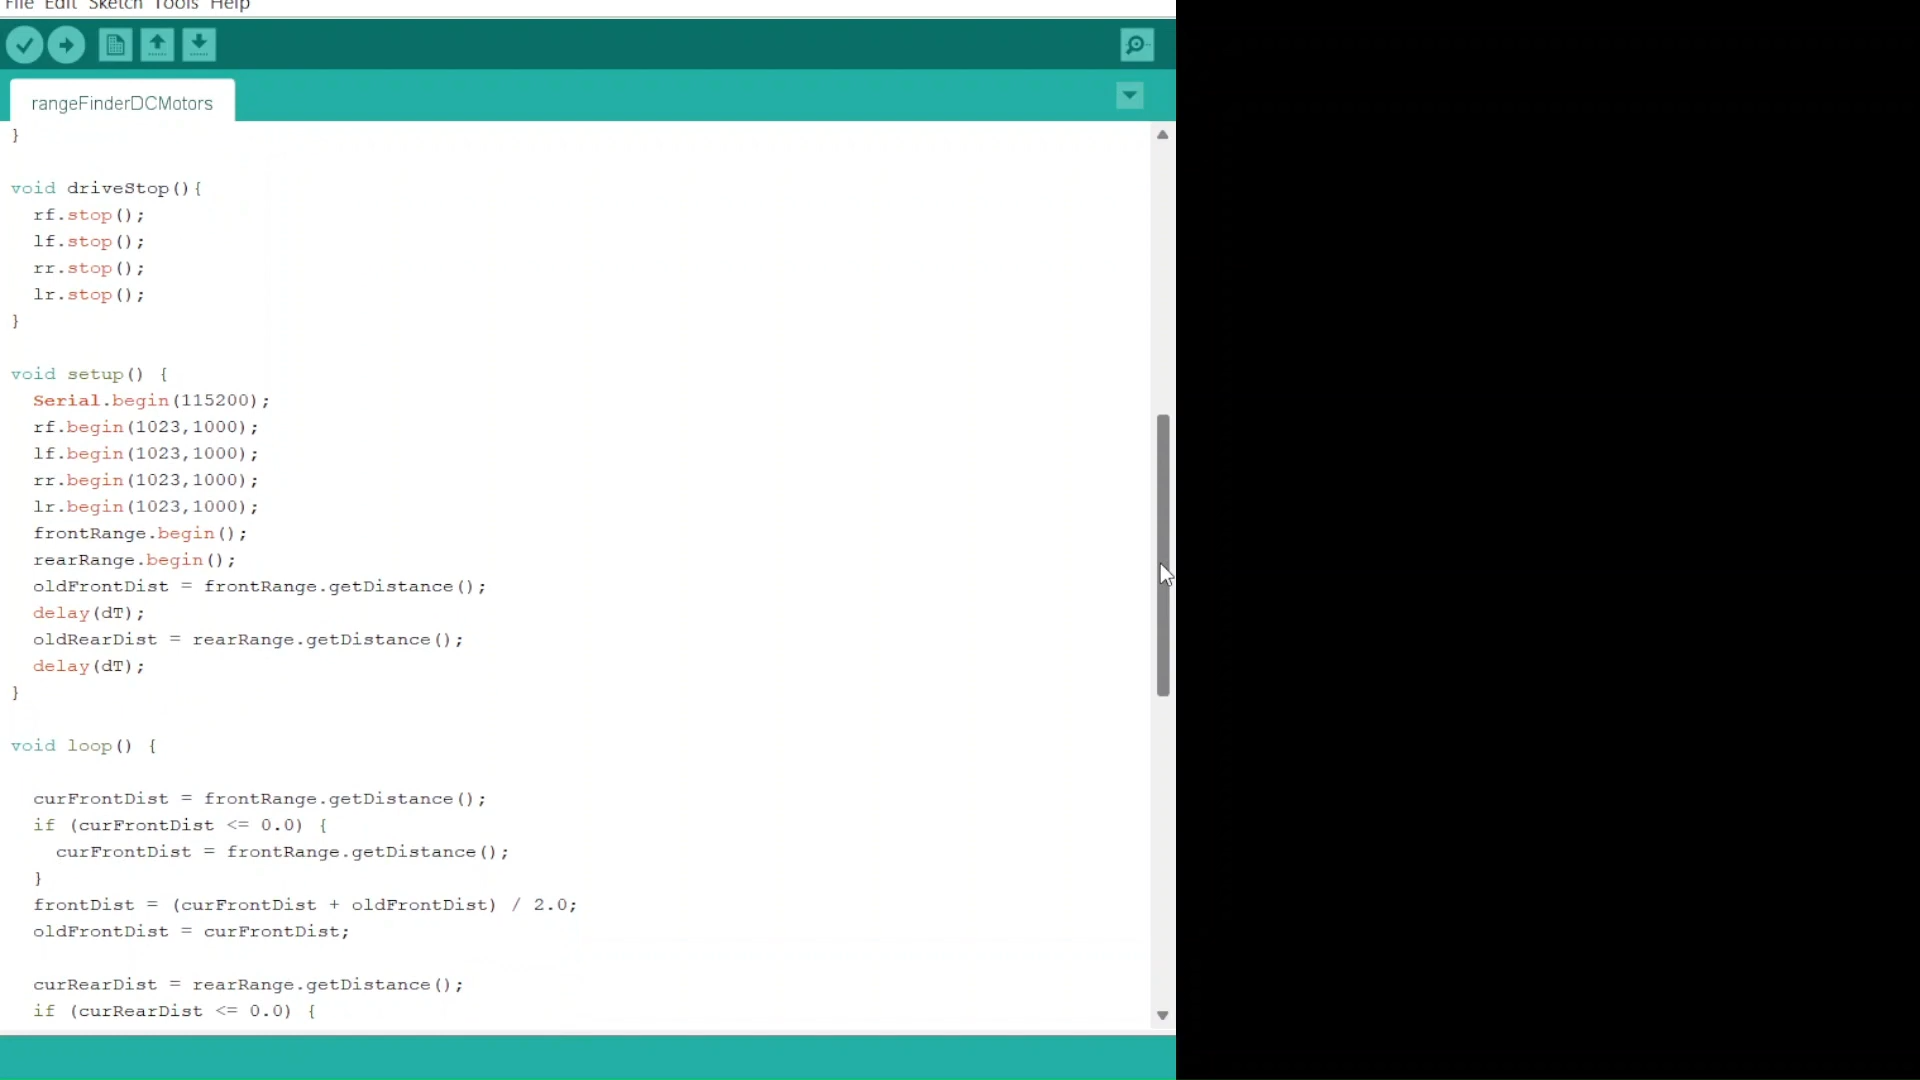 File Edit Sketch Tools Help
rangeFinderDCMotors
}
void driveStop(){
  rf.stop();
  lf.stop();
  rr.stop();
  lr.stop();
}
void setup() {
  Serial.begin(115200);
  rf.begin(1023,1000);
  lf.begin(1023,1000);
  rr.begin(1023,1000);
  lr.begin(1023,1000);
  frontRange.begin();
  rearRange.begin();
  oldFrontDist = frontRange.getDistance();
  delay(dT);
  oldRearDist = rearRange.getDistance();
  delay(dT);
}
void loop() {
  curFrontDist = frontRange.getDistance();
  if (curFrontDist <= 0.0) {
    curFrontDist = frontRange.getDistance();
  }
  frontDist = (curFrontDist + oldFrontDist) / 2.0;
  oldFrontDist = curFrontDist;
  curRearDist = rearRange.getDistance();
  if (curRearDist <= 0.0) {